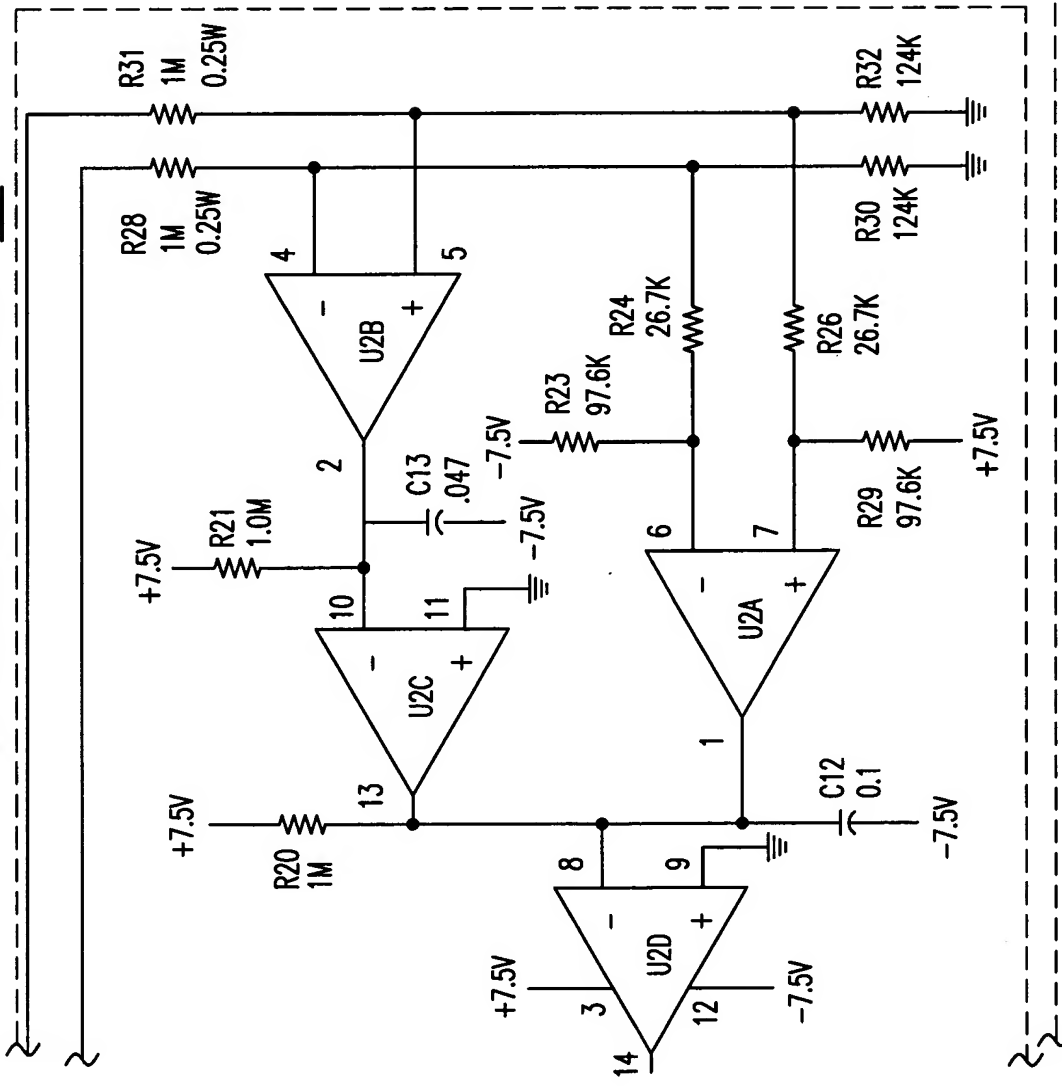 R31
1M
0.25W
R28
1M
0.25W
R32
124K
R30
124K
4
5
-
+
U2B
2
R24
26.7K
R26
26.7K
R23
97.6K
-7.5V
R29
97.6K
+7.5V
C13
.047
-7.5V
R21
1.0M
+7.5V
10
11
-
+
U2C
13
6
7
-
+
U2A
1
+7.5V
R20
1M
C12
0.1
-7.5V
8
9
-
+
U2D
+7.5V
3
12
-7.5V
14